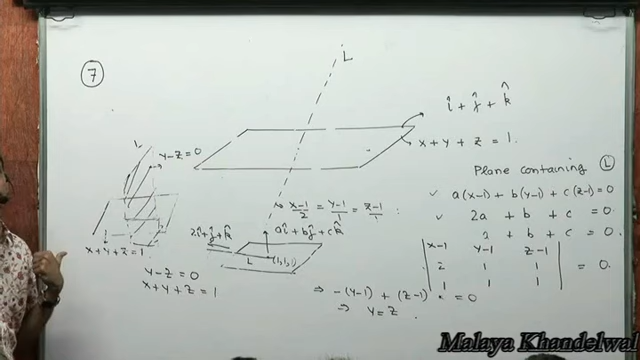 7
L
î + ĵ + k̂
x + y + z = 1.
L
y-z=0
x+y+z=1
y-z=0
x+y+z=1
⇒ x-1/2 = y-1/1 = z-1/1 :
2î+ĵ+k̂
aî+bĵ+ck̂
L
(1,1,1)
⇒ -(y-1) + (z-1) = 0
→ y=z .
Plane containing L
✓ a(x-1) + b(y-1) + c(z-1)=0
✓ 2a + b + c = 0.
a + b + c = 0.
| x-1 y-1 z-1 |
| 2 1 1 | = 0.
| 1 1 1 |
Malaya Khandelwal